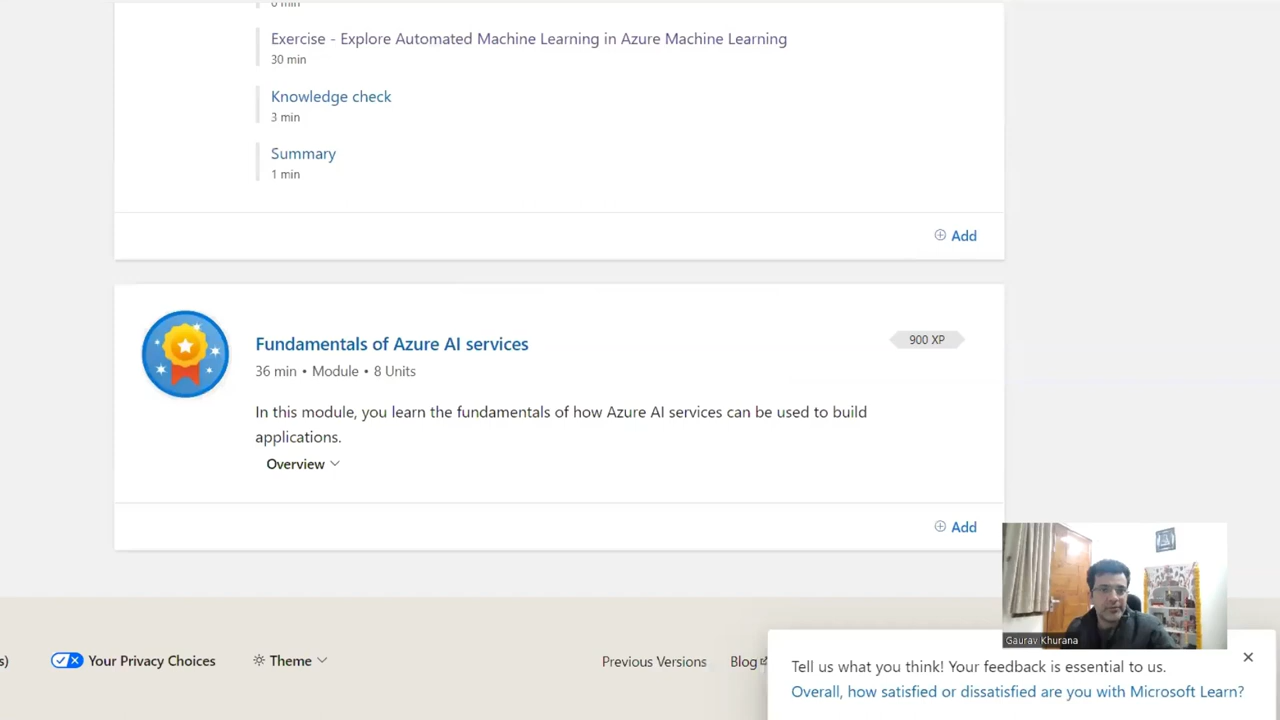 6 min
Exercise - Explore Automated Machine Learning in Azure Machine Learning
30 min
Knowledge check
3 min
Summary
1 min
Add
Fundamentals of Azure AI services
900 XP
36 min • Module • 8 Units
In this module, you learn the fundamentals of how Azure AI services can be used to build
applications.
Overview
Add
Gaurav Khurana
s)
Your Privacy Choices
Theme
Previous Versions
Blog
Tell us what you think! Your feedback is essential to us.
Overall, how satisfied or dissatisfied are you with Microsoft Learn?